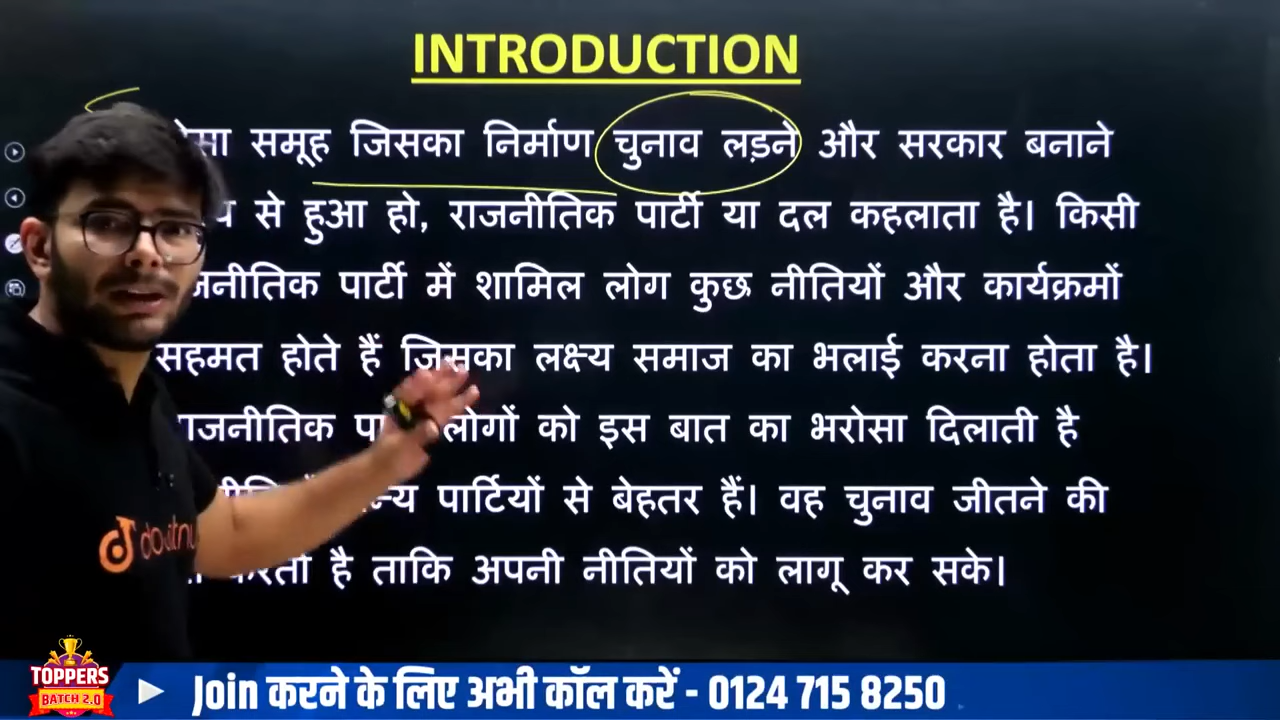 INTRODUCTION
समूह जिसका निर्माण चुनाव लड़ने और सरकार बनाने
से हुआ हो, राजनीतिक पार्टी या दल कहलाता है। किसी
पार्टी में शामिल लोग कुछ नीतियों और कार्यक्रमों
सहमत होते हैं जिसका लक्ष्य समाज का भलाई करना होता है।
लोगों को इस बात का भरोसा दिलाती है
पार्टियों से बेहतर हैं। वह चुनाव जीतने की
है ताकि अपनी नीतियों को लागू कर सके।
doubtnut
TOPPERS
BATCH 2.0
Join करने के लिए अभी कॉल करें - 0124 715 8250